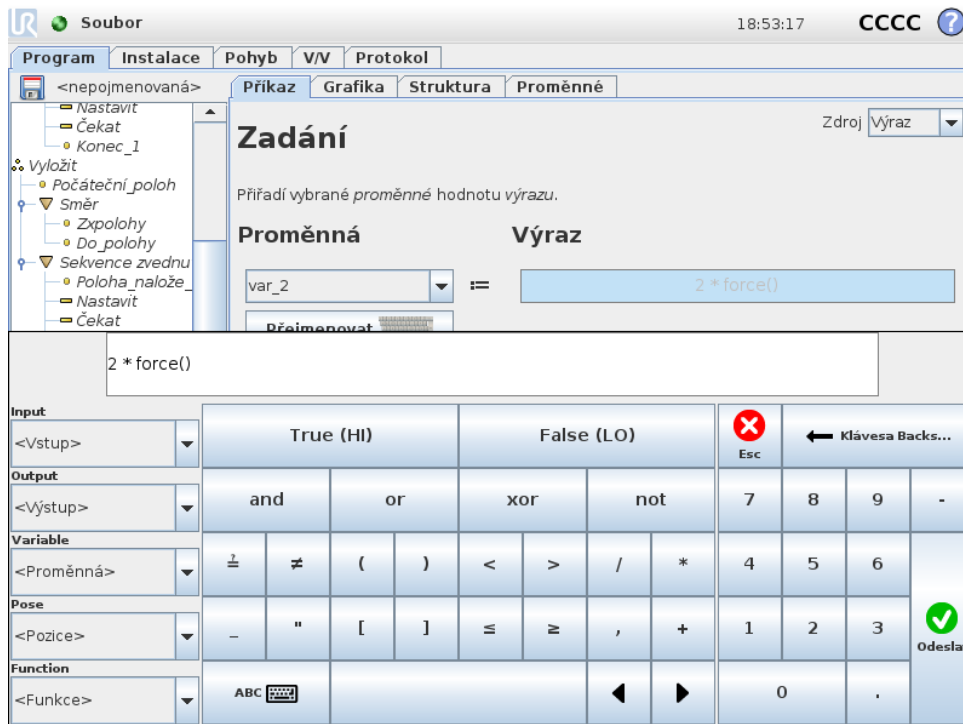 UR Soubor 18:53:17 CCCC ?
Program Instalace Pohyb V/V Protokol
<nepojmenovaná> Příkaz Grafika Struktura Proměnné
Nastavit
Čekat
Konec_1
Vyložit
Počáteční_poloh
Směr
Zxpolohy
Do_polohy
Sekvence zvednu
Poloha_nalože_
Nastavit
Čekat
Zadání
Zdroj Výraz
Přiřadí vybrané proměnné hodnotu výrazu.
Proměnná Výraz
var_2 := 2 * force()
Přejmenovat
2 * force()
Input
<Vstup> True (HI) False (LO) Esc Klávesa Backs...
Output
<Výstup> and or xor not 7 8 9 -
Variable
<Proměnná> ≟ ≠ ( ) < > / * 4 5 6
Pose
<Pozice> _ " [ ] ≤ ≥ , + 1 2 3 Odesla
Function
<Funkce> ABC 0 .